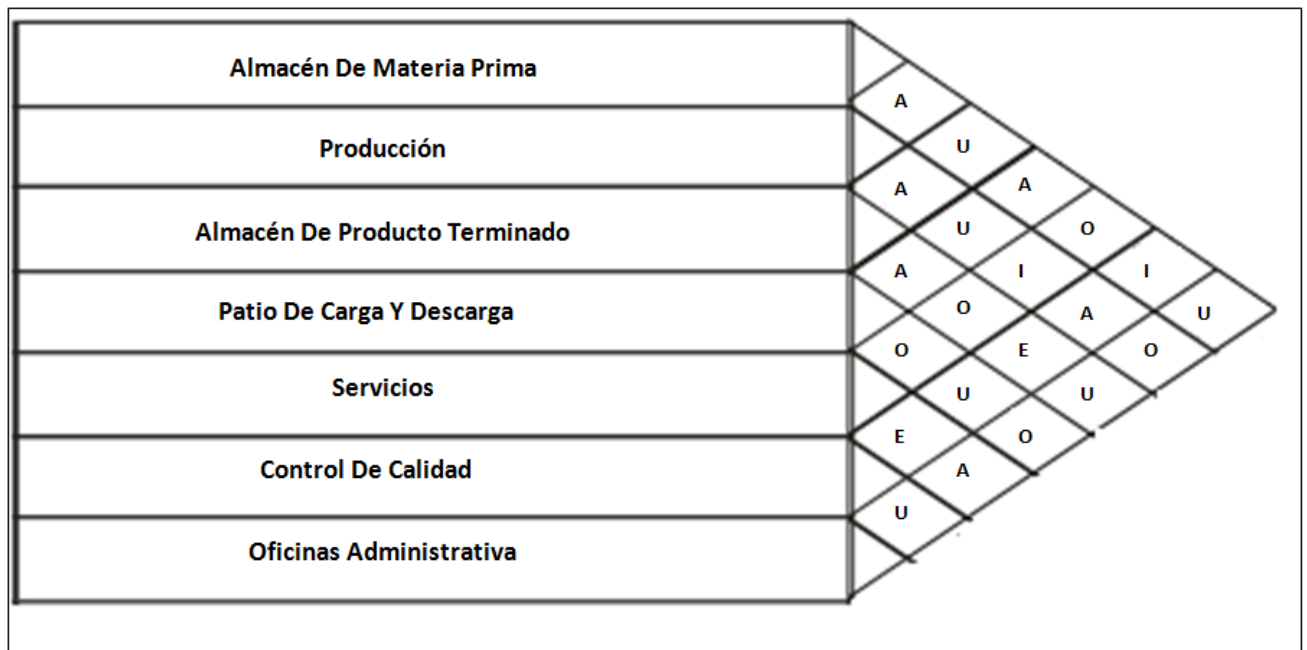 Almacén De Materia Prima
A
U
Producción
A
A
U
O
Almacén De Producto Terminado
A
I
I
Patio De Carga Y Descarga
O
A
U
O
E
O
Servicios
U
U
E
O
Control De Calidad
A
U
Oficinas Administrativa